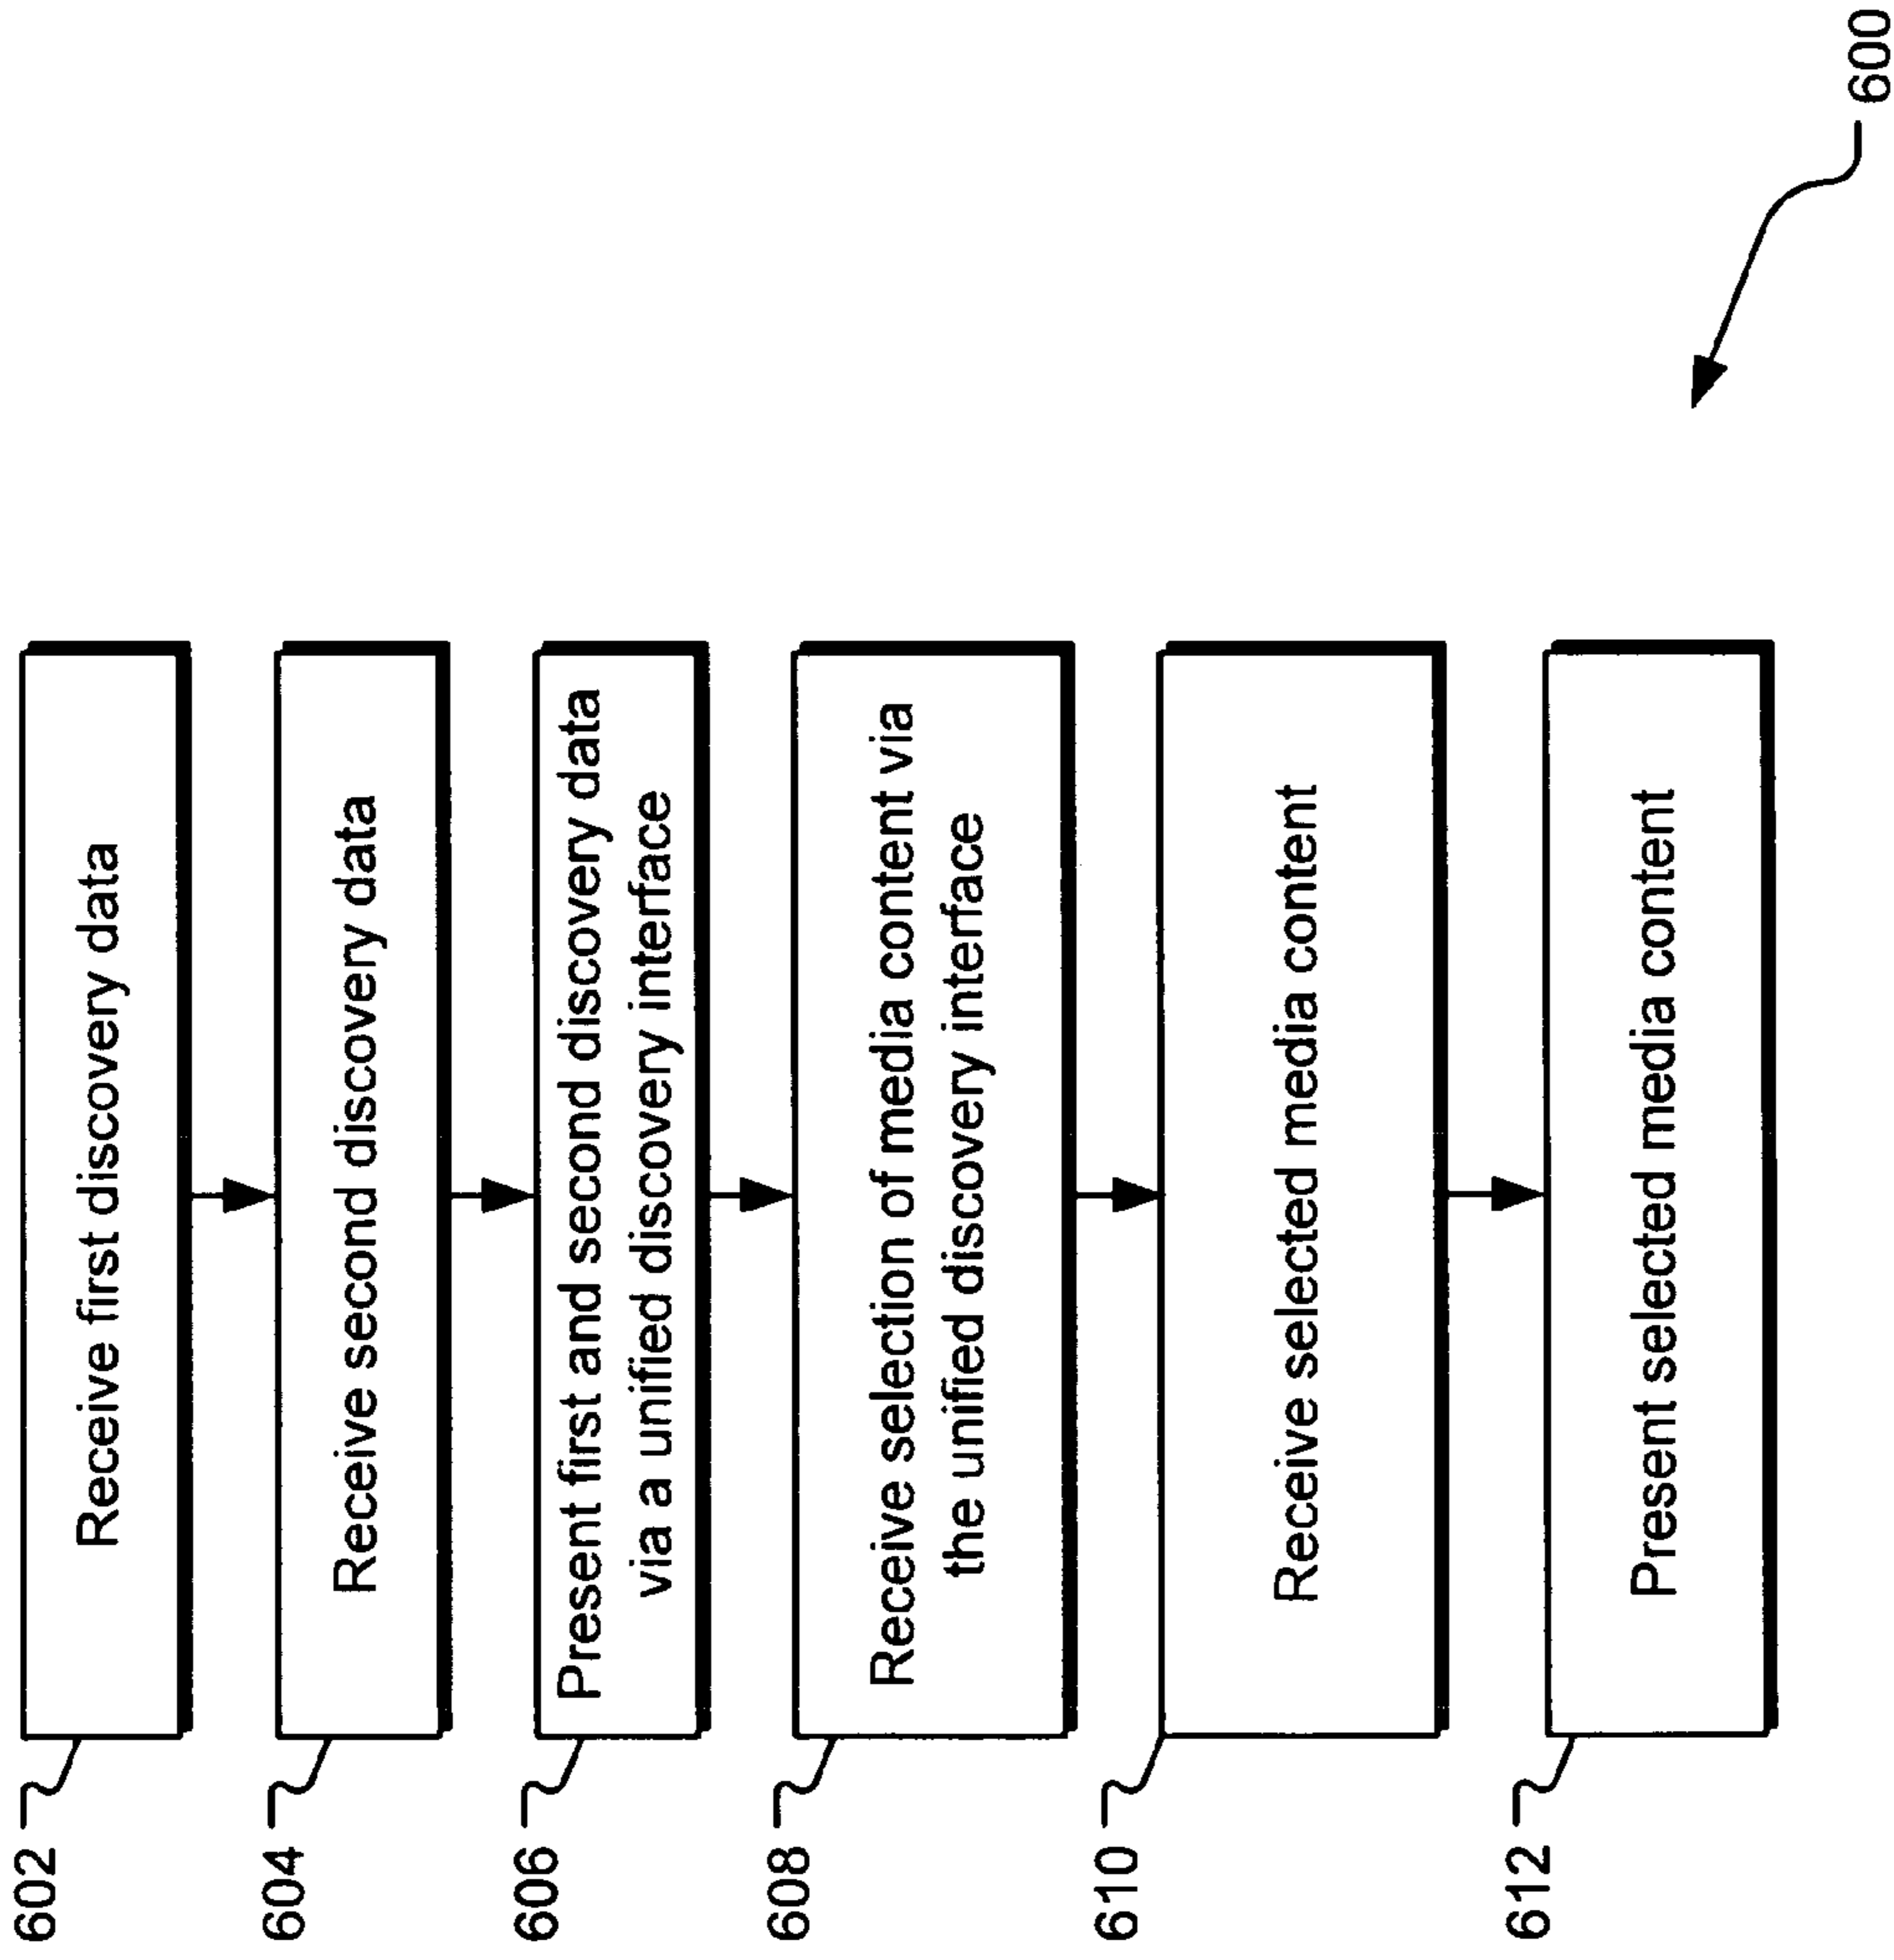 602
Receive first discovery data
604
Receive second discovery data
606
Present first and second discovery data
via a unified discovery interface
608
Receive selection of media content via
the unified discovery interface
610
Receive selected media content
612
Present selected media content
600